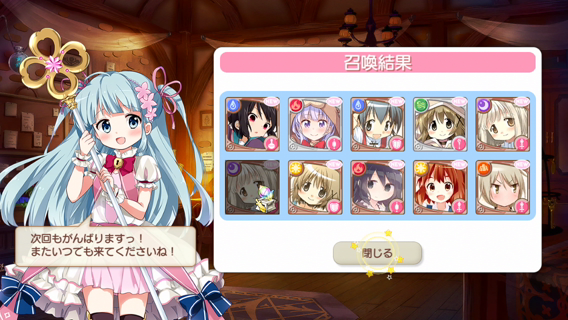 召喚結果
次回もがんばりますっ！
またいつでも来てくださいね！
閉じる